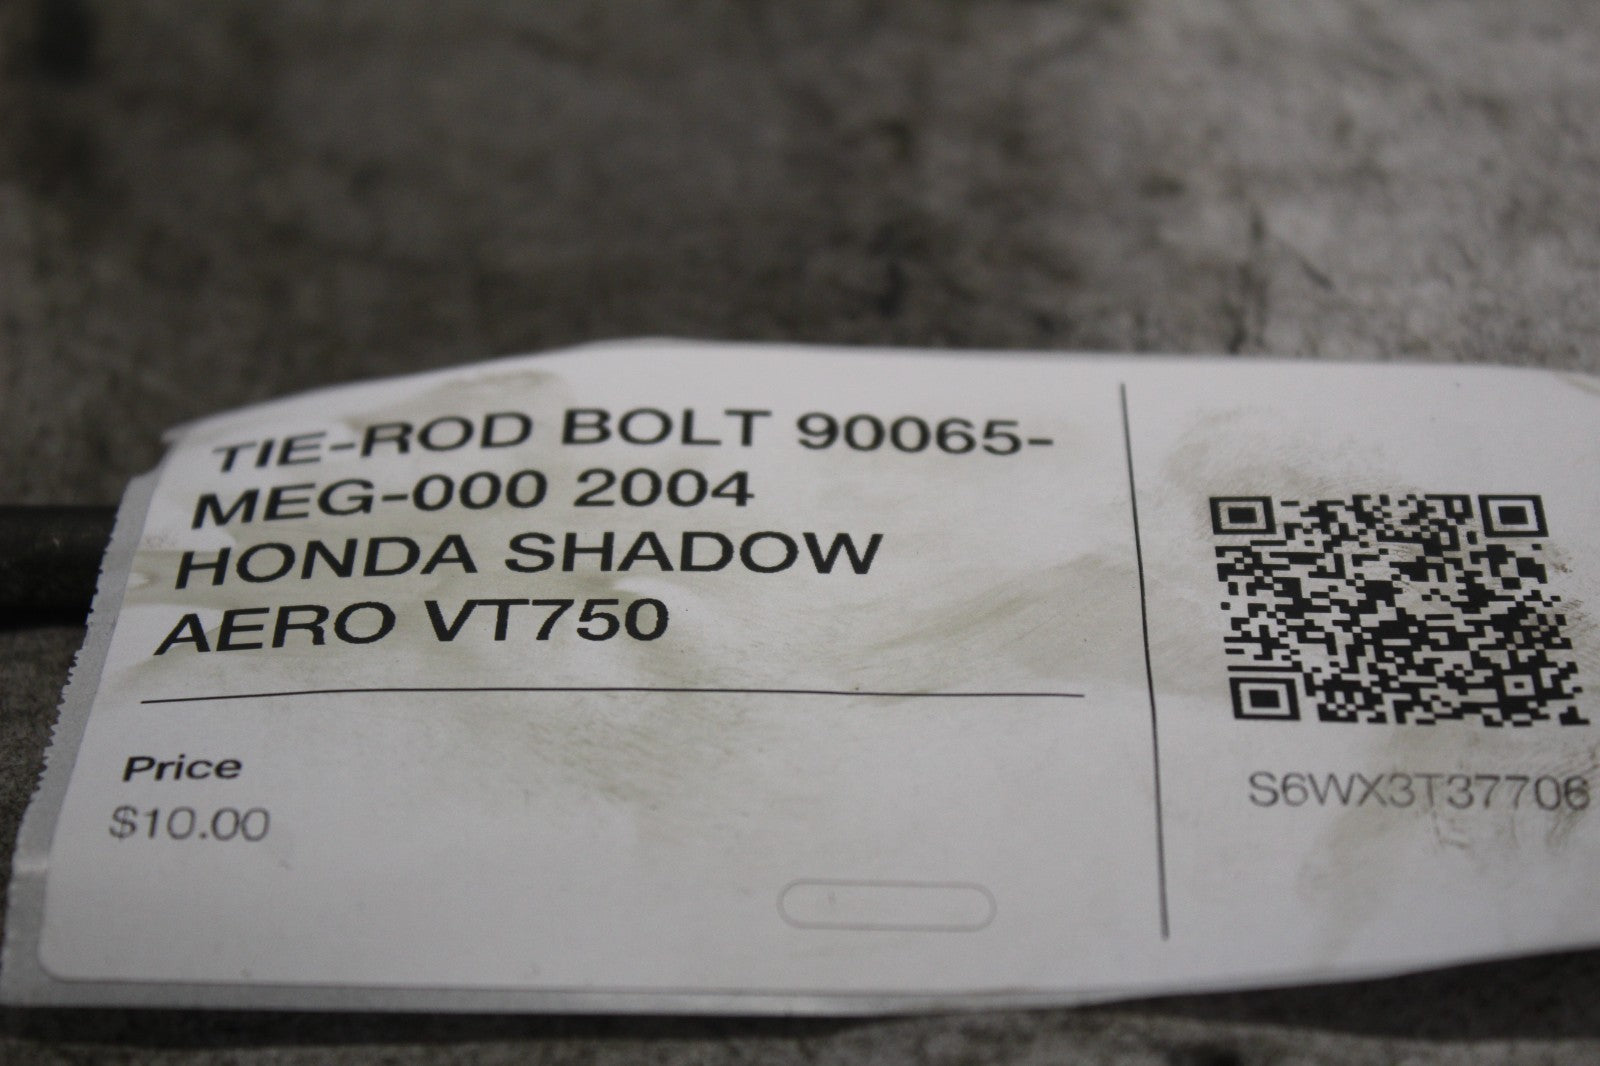 TIE-ROD BOLT 90065-
MEG-000 2004
HONDA SHADOW
AERO VT750
Price
$10.00
S6WX3T37706